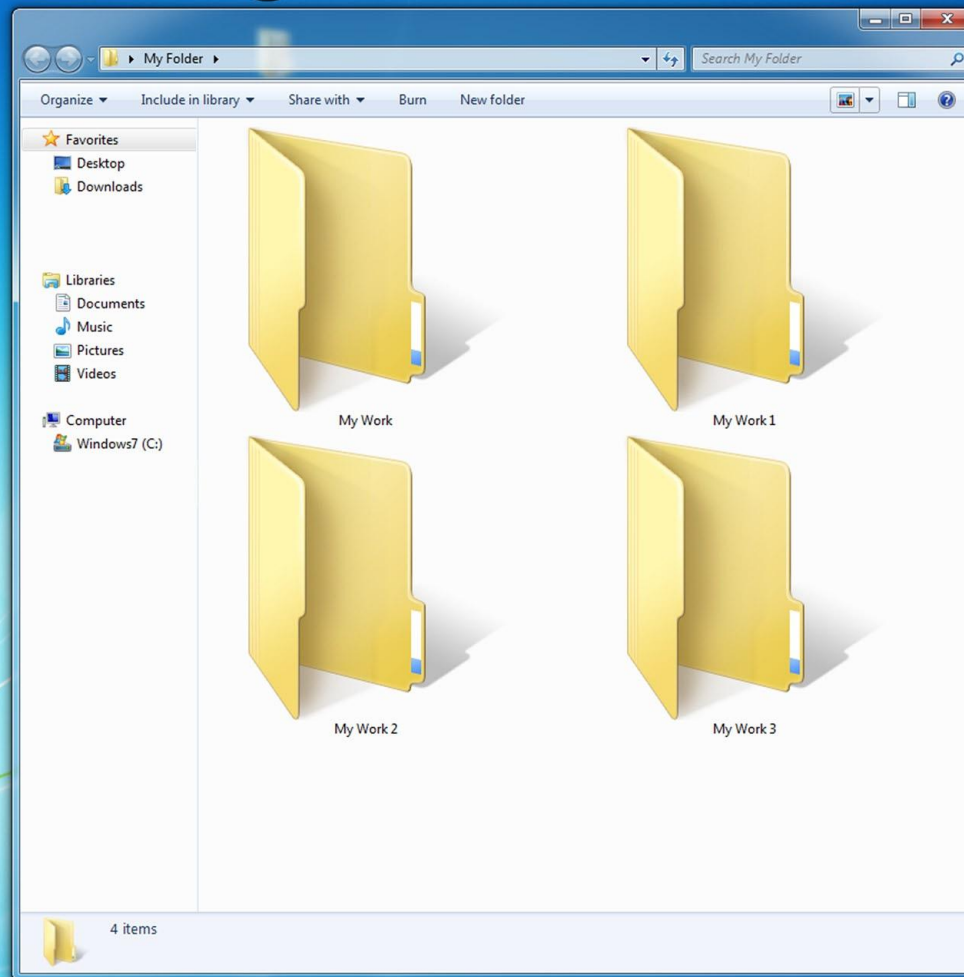 My Folder
Search My Folder
Organize Include in library Share with Burn New folder
Favorites
Desktop
Downloads
Libraries
Documents
Music
Pictures
Videos
Computer
Windows7 (C:)
My Work My Work 1
My Work 2 My Work 3
4 items